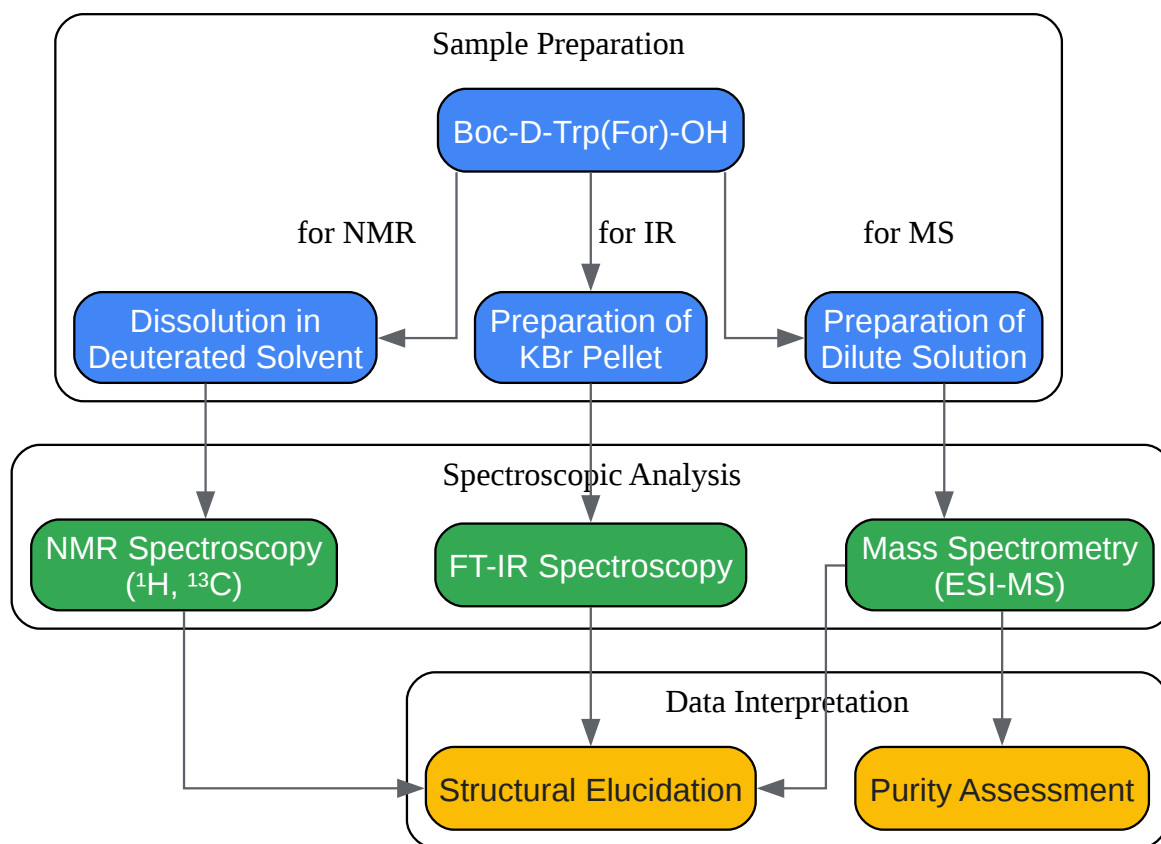 Sample Preparation
Boc-D-Trp(For)-OH
for NMR
for IR
for MS
Dissolution in
Deuterated Solvent
Preparation of
KBr Pellet
Preparation of
Dilute Solution
Spectroscopic Analysis
NMR Spectroscopy
(¹H, ¹³C)
FT-IR Spectroscopy
Mass Spectrometry
(ESI-MS)
Data Interpretation
Structural Elucidation
Purity Assessment